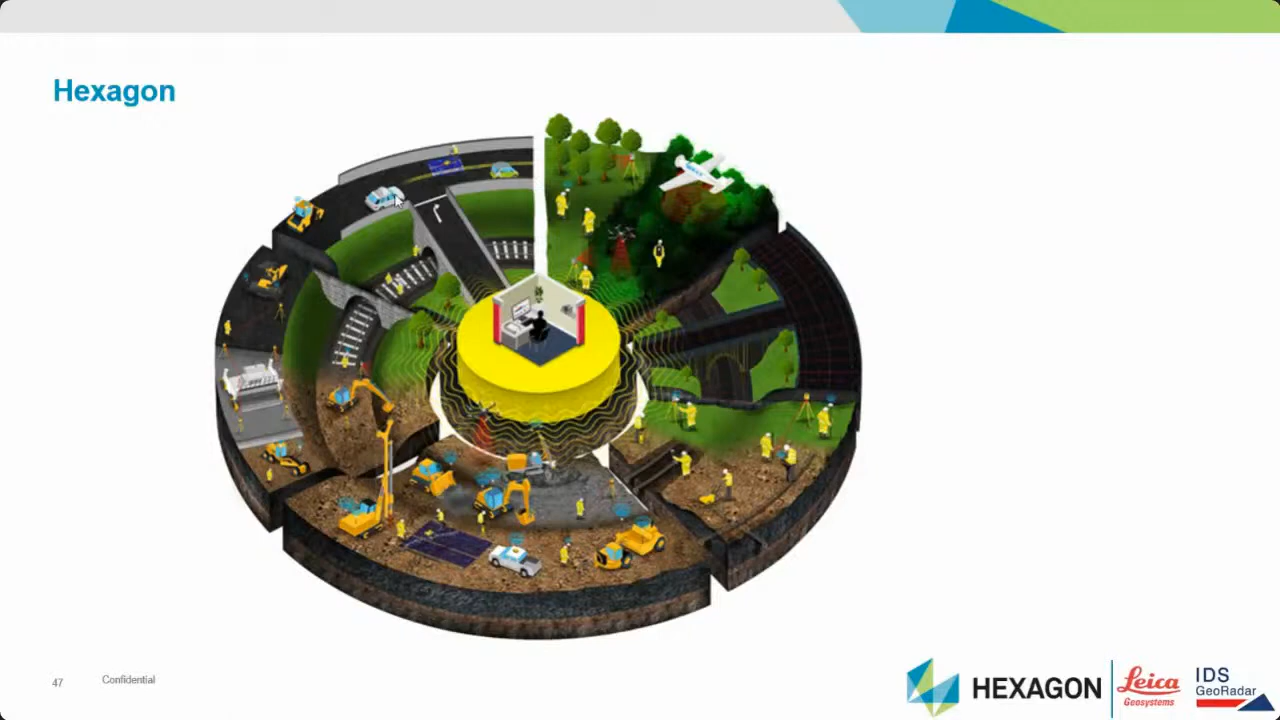 Hexagon
47
Confidential
HEXAGON
Leica
Geosystems
IDS
GeoRadar